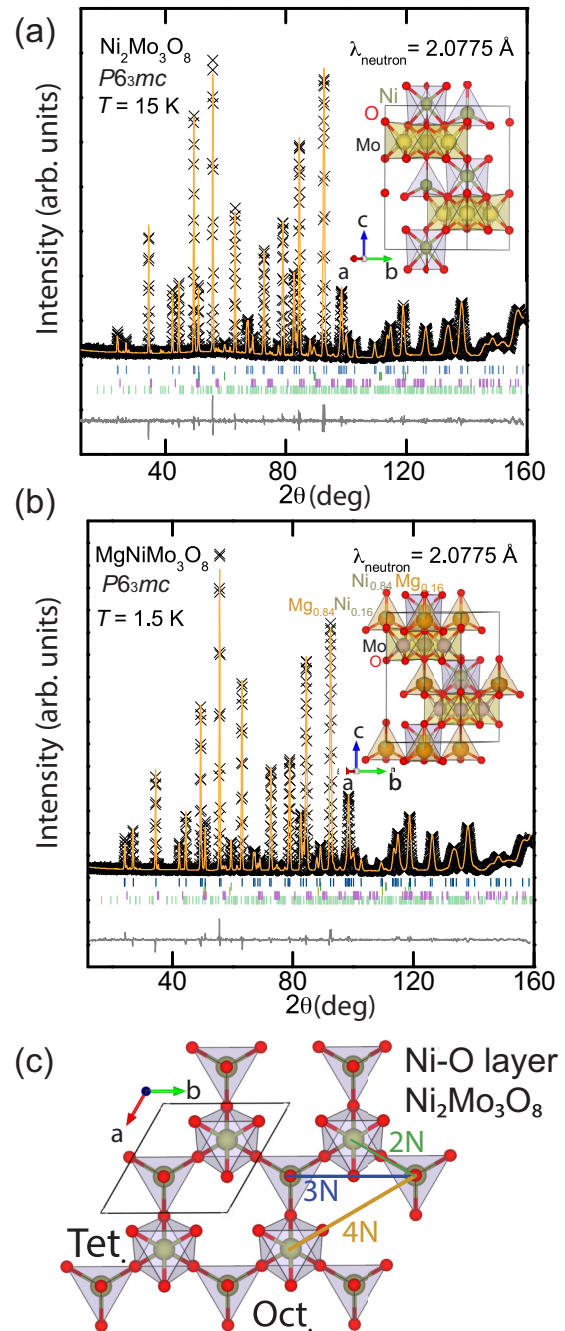 (a)
Ni₂Mo₃O₈
P6₃mc
T = 15 K
λneutron = 2.0775 Å
Ni
O
Mo
c
a
b
Intensity (arb. units)
40 80 120 160
2θ(deg)
(b)
MgNiMo₃O₈
P6₃mc
T = 1.5 K
λneutron = 2.0775 Å
Ni₀.₈₄Mg₀.₁₆
Mg₀.₈₄Ni₀.₁₆
Mo
O
c
a
b
Intensity (arb. units)
40 80 120 160
2θ(deg)
(c)
Ni-O layer
Ni₂Mo₃O₈
b
a
2N
3N
4N
Tet.
Oct.